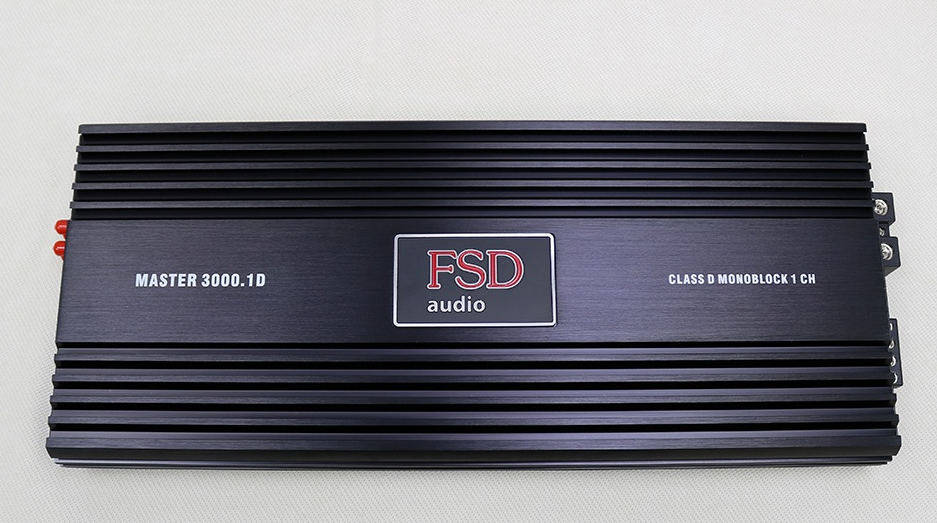 MASTER 3000.1D
FSD
audio
CLASS D MONOBLOCK 1 CH